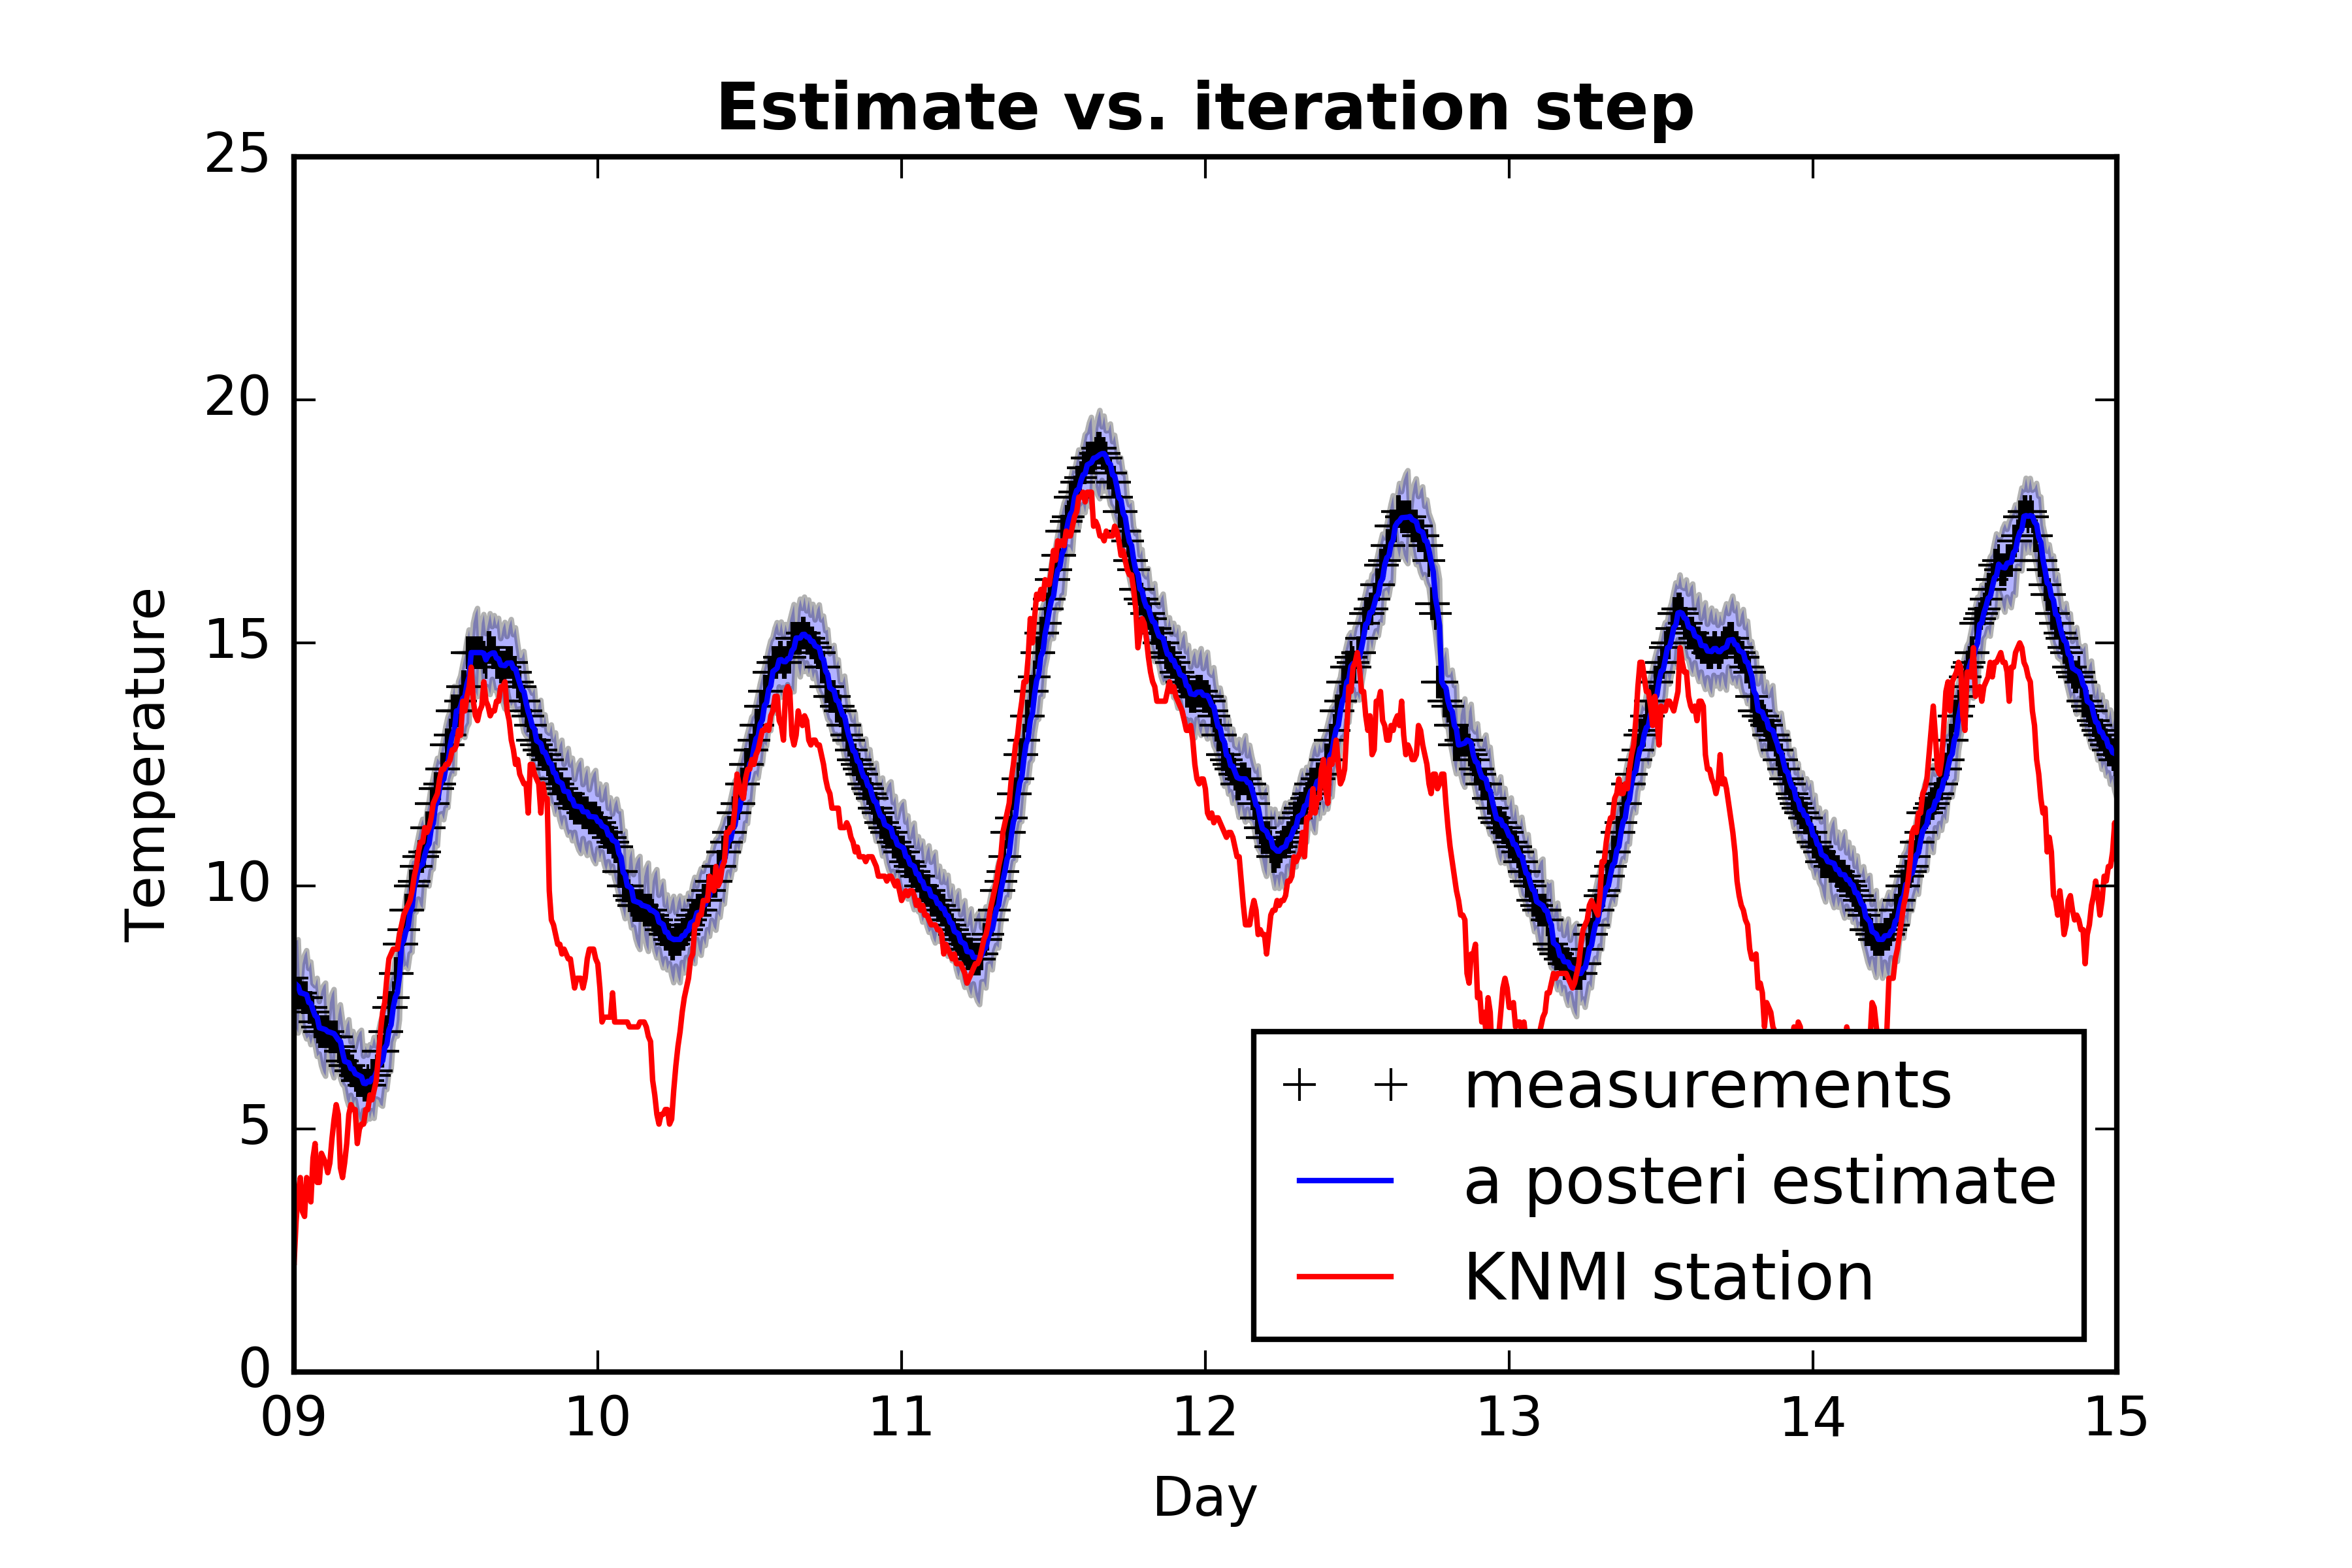 Estimate vs. iteration step
25
20
15
10
5
0
Temperature
09 10 11 12 13 14 15
Day
measurements
a posteri estimate
KNMI station